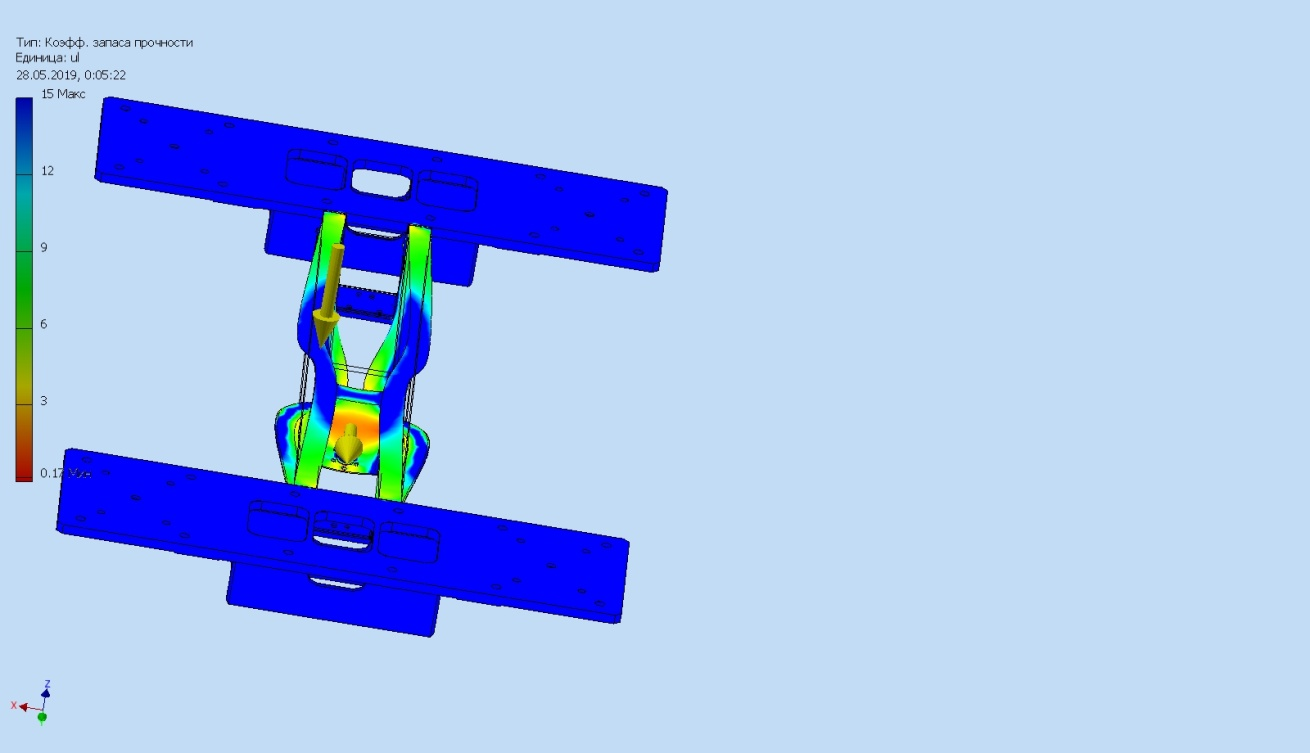 Тип: Коэфф. запаса прочности
Единица: ul
28.05.2019, 0:05:22
15 Макс
12
9
6
3
0.17 Мин
Z
X